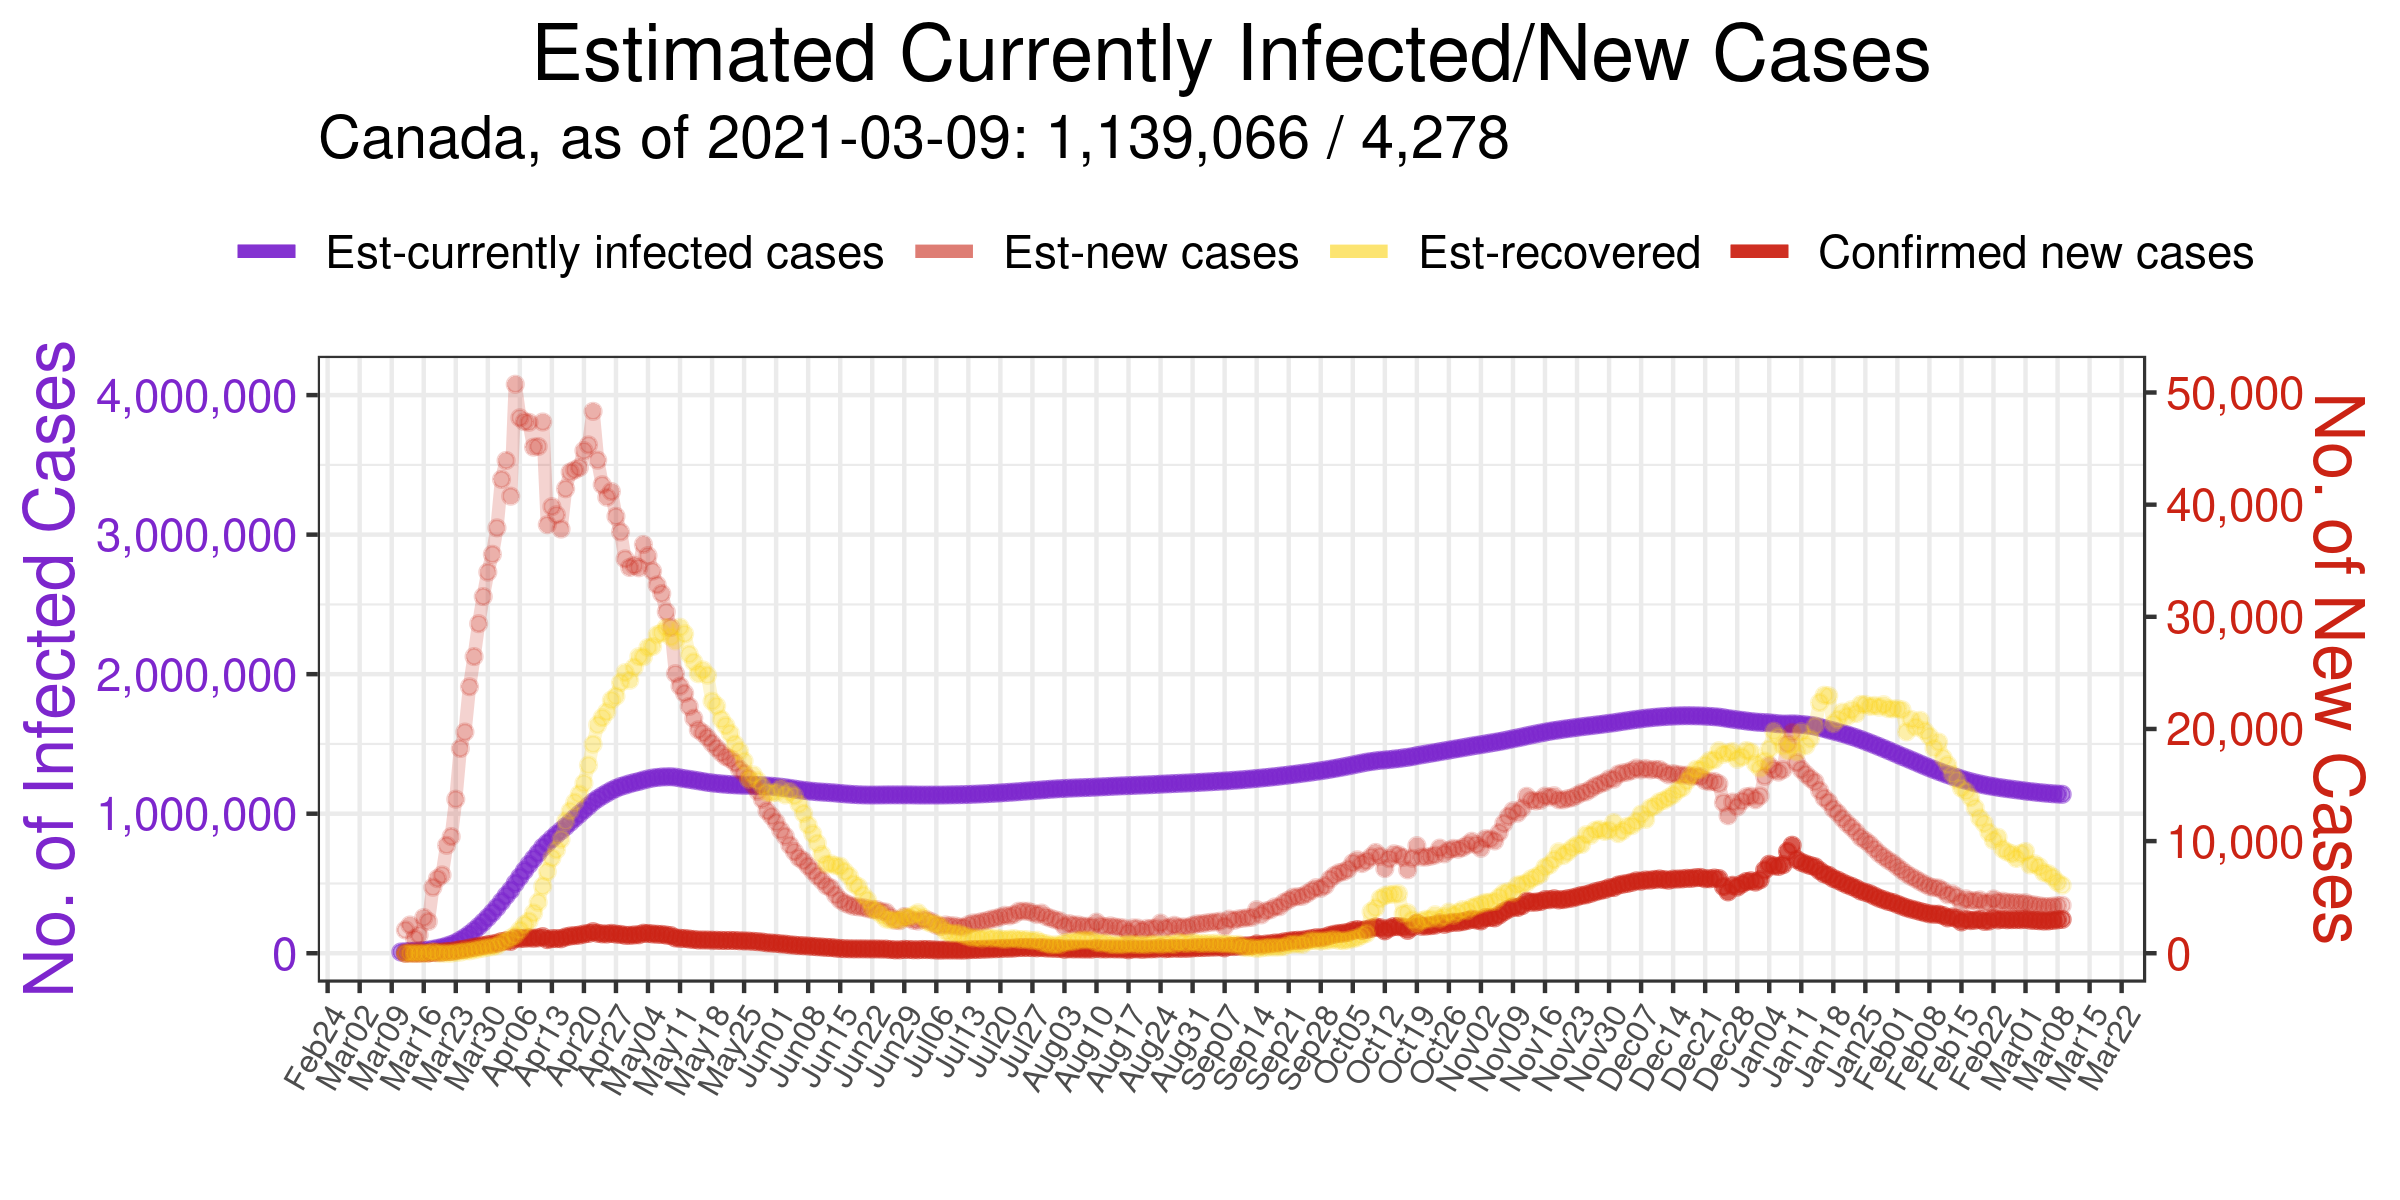 Estimated Currently Infected/New Cases
Canada, as of 2021-03-09: 1,139,066 / 4,278
Est-currently infected cases Est-new cases Est-recovered Confirmed new cases
No. of Infected Cases
4,000,000
3,000,000
2,000,000
1,000,000
0
50,000
40,000
30,000
20,000
10,000
0
No. of New Cases
Feb24
Mar02
Mar09
Mar16
Mar23
Mar30
Apr06
Apr13
Apr20
Apr27
May04
May11
May18
May25
Jun01
Jun08
Jun15
Jun22
Jun29
Jul06
Jul13
Jul20
Jul27
Aug03
Aug10
Aug17
Aug24
Aug31
Sep07
Sep14
Sep21
Sep28
Oct05
Oct12
Oct19
Oct26
Nov02
Nov09
Nov16
Nov23
Nov30
Dec07
Dec14
Dec21
Dec28
Jan04
Jan11
Jan18
Jan25
Feb01
Feb08
Feb15
Feb22
Mar01
Mar08
Mar15
Mar22